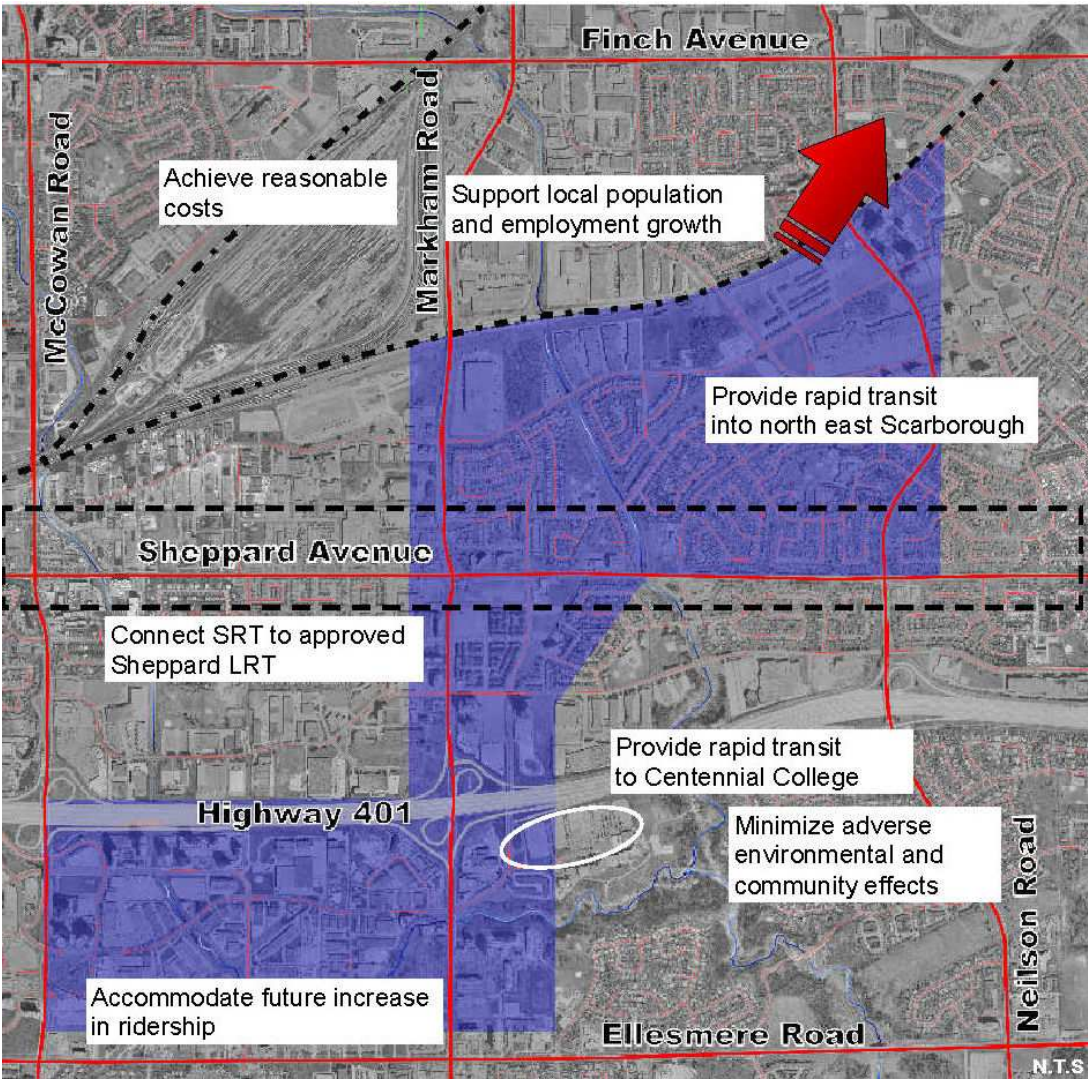 Finch Avenue
McCowan Road
Markham Road
Achieve reasonable
costs
Support local population
and employment growth
Provide rapid transit
into north east Scarborough
Sheppard Avenue
Connect SRT to approved
Sheppard LRT
Provide rapid transit
to Centennial College
Highway 401
Minimize adverse
environmental and
community effects
Neilson Road
Accommodate future increase
in ridership
Ellesmere Road
N.T.S